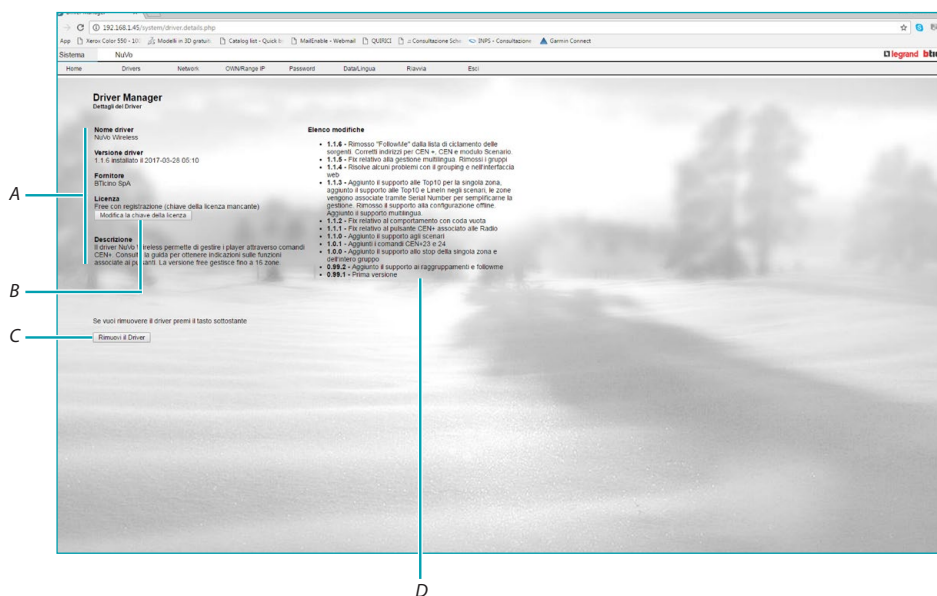 192.168.1.45/system/driver.details.php
App Xerox Color 550 - 10: Modelli in 3D gratuit Catalog list - Quick MailEnable - Webmail QUIRICI :: Consultazione Sch INPS - Consultazione Garmin Connect
Sistema NuVo legrand
Home Drivers Network OWN/Range IP Password Data/Lingua Riavvia Esci
Driver Manager
Dettagli del Driver
Nome driver
NuVo Wireless
Versione driver
1.1.6 installato il 2017-03-28 05:10
Fornitore
BTicino SpA
Licenza
Free con registrazione (chiave della licenza mancante)
Modifica la chiave della licenza
Descrizione
Il driver NuVo Wireless permette di gestire i player attraverso comandi
CEN+. Consulta la guida per ottenere indicazioni sulle funzioni
associate ai pulsanti. La versione free gestisce fino a 16 zone.
Se vuoi rimuovere il driver premi il tasto sottostante
Rimuovi il Driver
Elenco modifiche
1.1.6 - Rimosso "FollowMe" dalla lista di ciclamento delle
sorgenti. Corretti indirizzi per CEN +, CEN e modulo Scenario.
1.1.5 - Fix relativo alla gestione multilingua. Rimossi i gruppi
1.1.4 - Risolve alcuni problemi con il grouping e nell'interfaccia
web
1.1.3 - Aggiunto il supporto alle Top10 per la singola zona,
aggiunto il supporto alle Top10 e LineIn negli scenari, le zone
vengono associate tramite Serial Number per semplificarne la
gestione. Rimosso il supporto alla configurazione offline.
Aggiunto il supporto multilingua.
1.1.2 - Fix relativo al comportamento con coda vuota
1.1.1 - Fix relativo al pulsante CEN+ associato alle Radio
1.1.0 - Aggiunto il supporto agli scenari
1.0.1 - Aggiunti i comandi CEN+23 e 24
1.0.0 - Aggiunto il supporto allo stop della singola zona e
dell'intero gruppo
0.99.2 - Aggiunto il supporto ai raggruppamenti e followme
0.99.1 - Prima versione
A
B
C
D